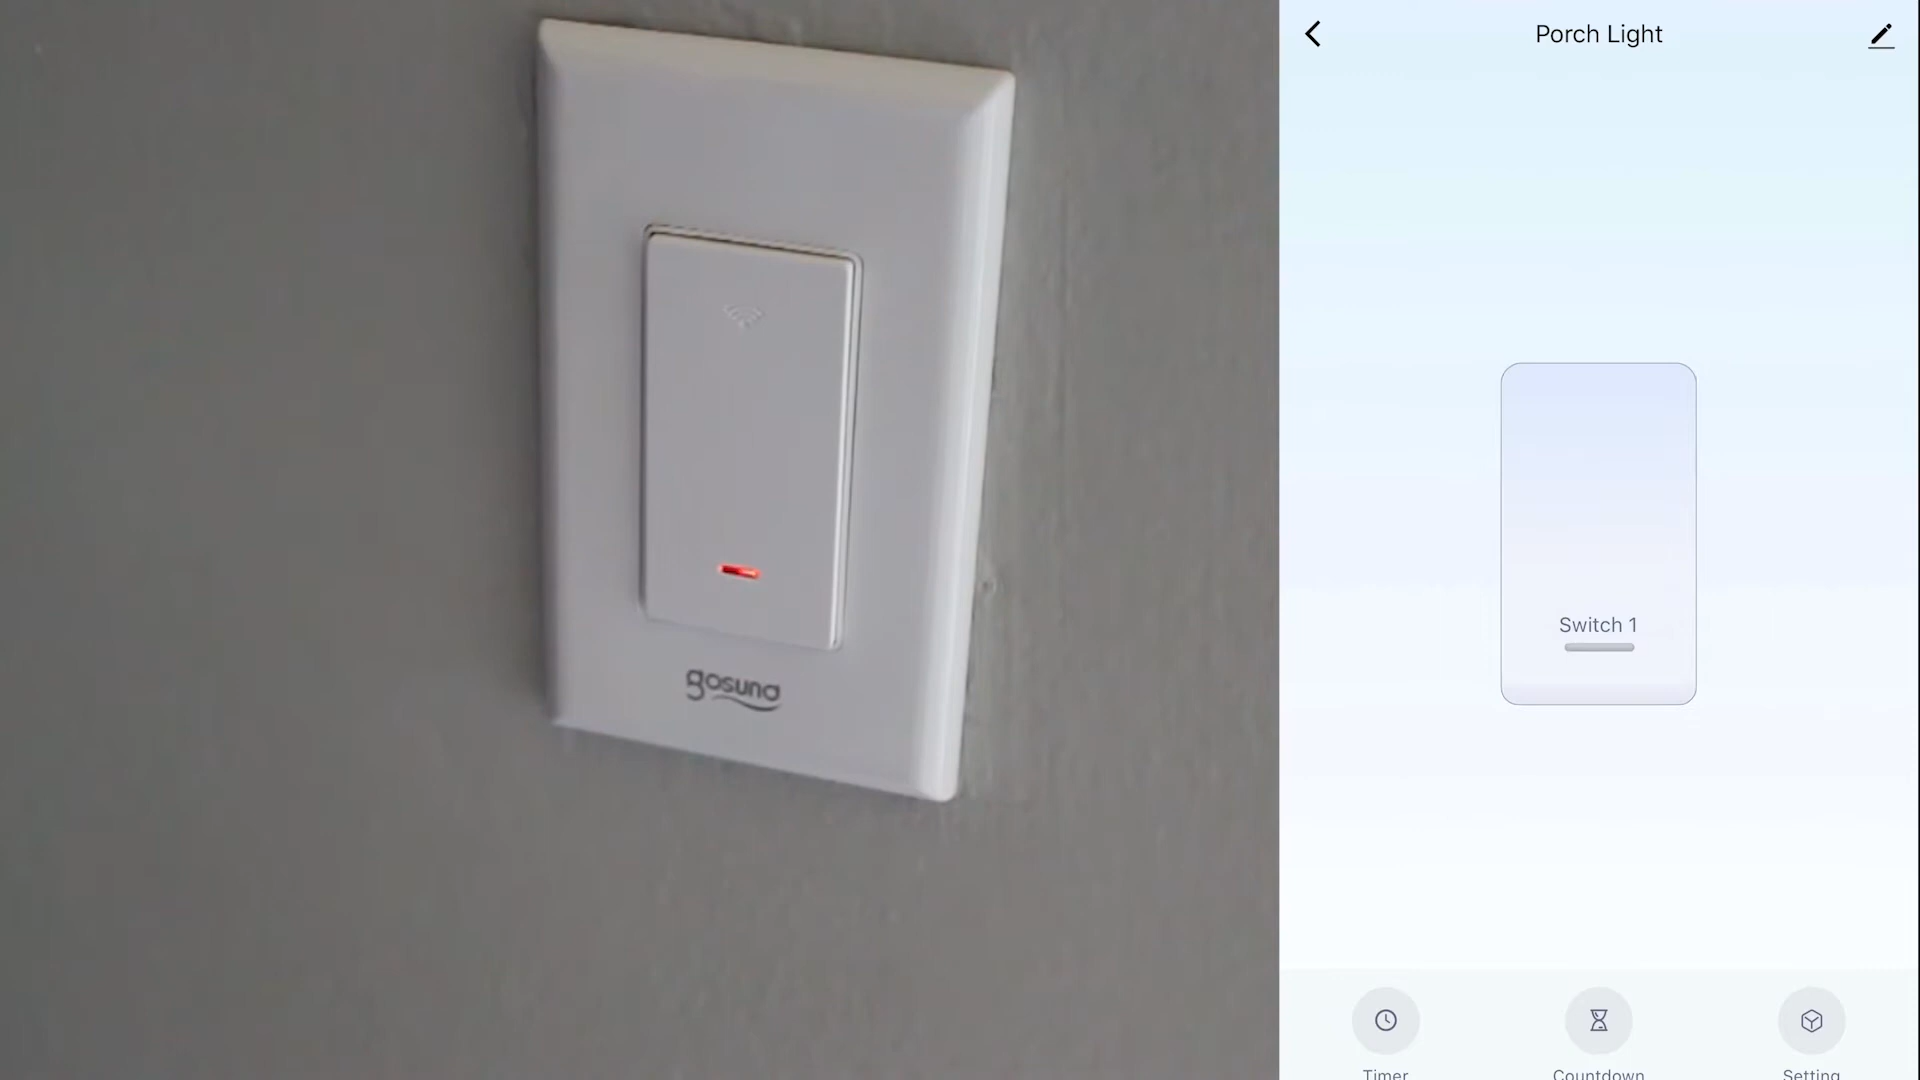 gosund
Porch Light
Switch 1
Timer
Countdown
Setting